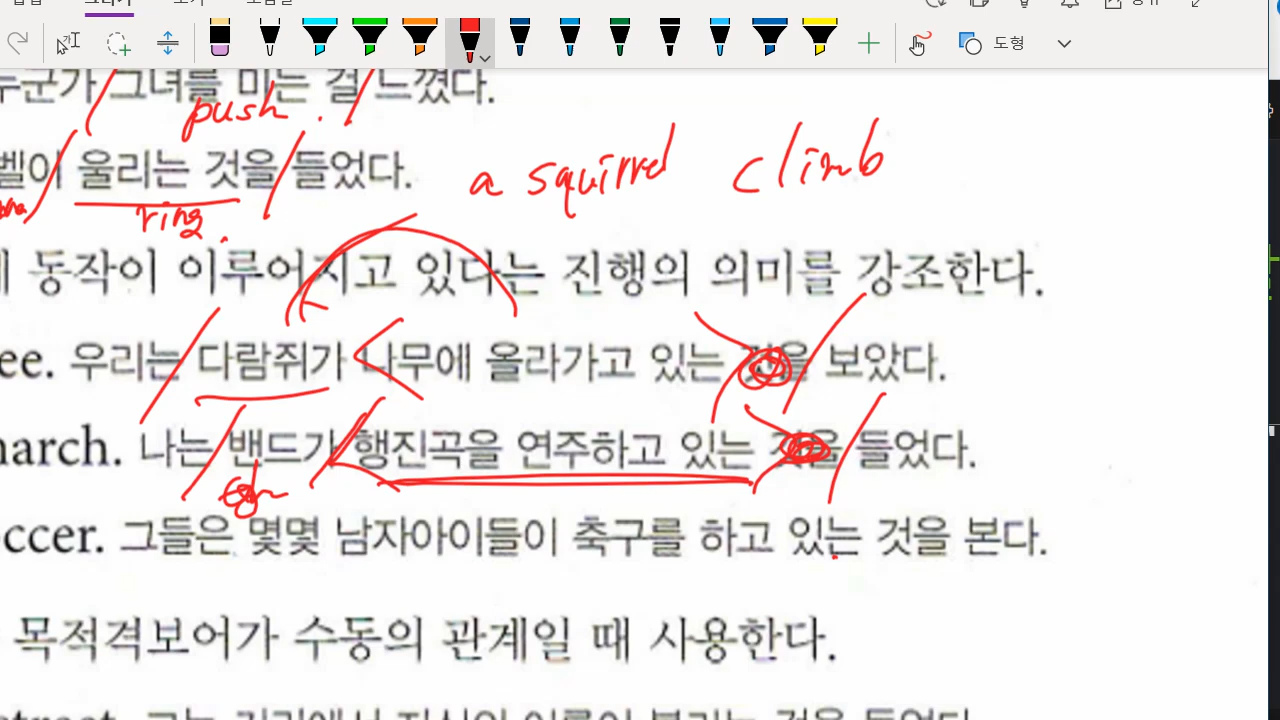 도형
누군가 그녀를 미는 걸 느꼈다.
push.
벨이 울리는 것을 들었다.
a squirrel climb
ring.
동작이 이루어지고 있다는 진행의 의미를 강조한다.
ee. 우리는 다람쥐가 나무에 올라가고 있는 것을 보았다.
march. 나는 밴드가 행진곡을 연주하고 있는 것을 들었다.
occer. 그들은 몇몇 남자아이들이 축구를 하고 있는 것을 본다.
목적격보어가 수동의 관계일 때 사용한다.